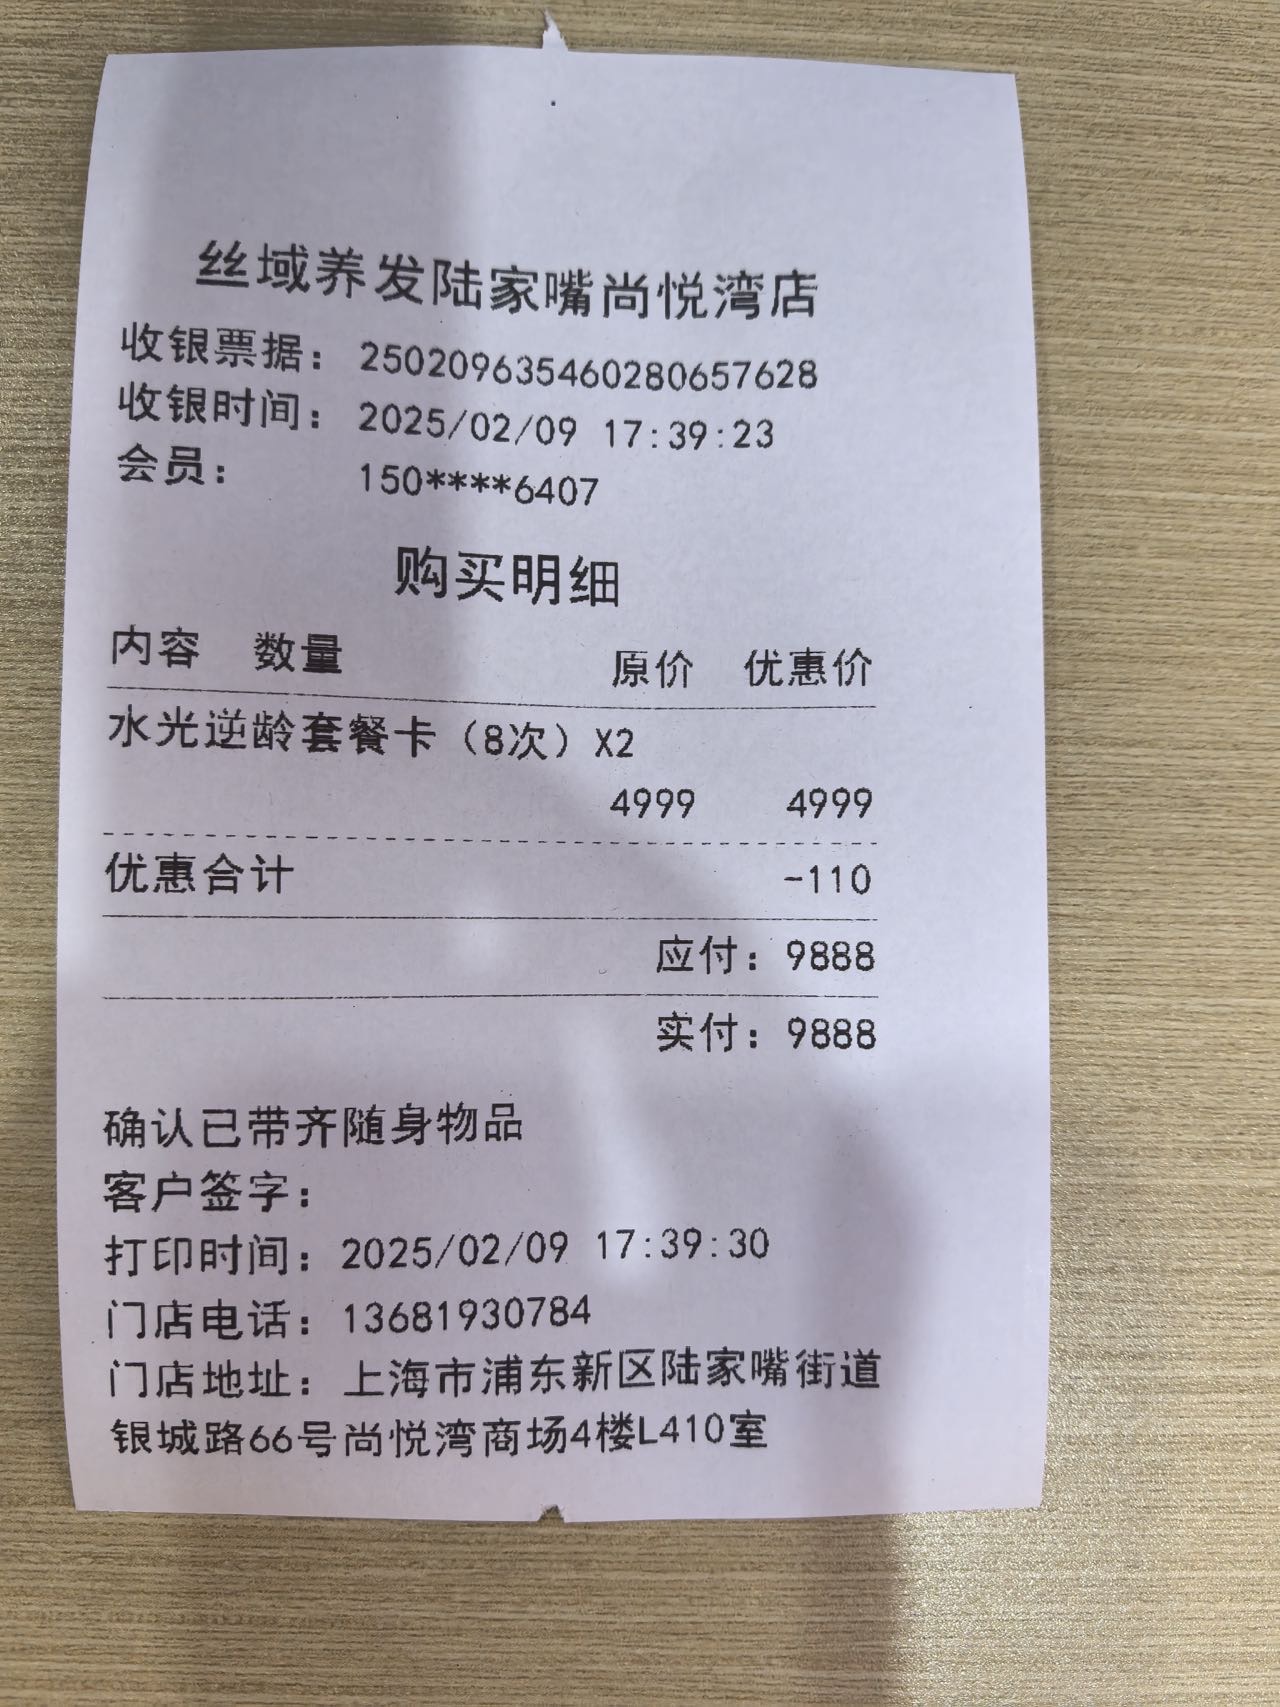 丝域养发陆家嘴尚悦湾店
收银票据: 250209635460280657628
收银时间: 2025/02/09 17:39:23
会员: 150****6407
购买明细
内容 数量 原价 优惠价
水光逆龄套餐卡（8次）X2
4999 4999
优惠合计 -110
应付: 9888
实付: 9888
确认已带齐随身物品
客户签字:
打印时间: 2025/02/09 17:39:30
门店电话: 13681930784
门店地址: 上海市浦东新区陆家嘴街道
银城路66号尚悦湾商场4楼L410室